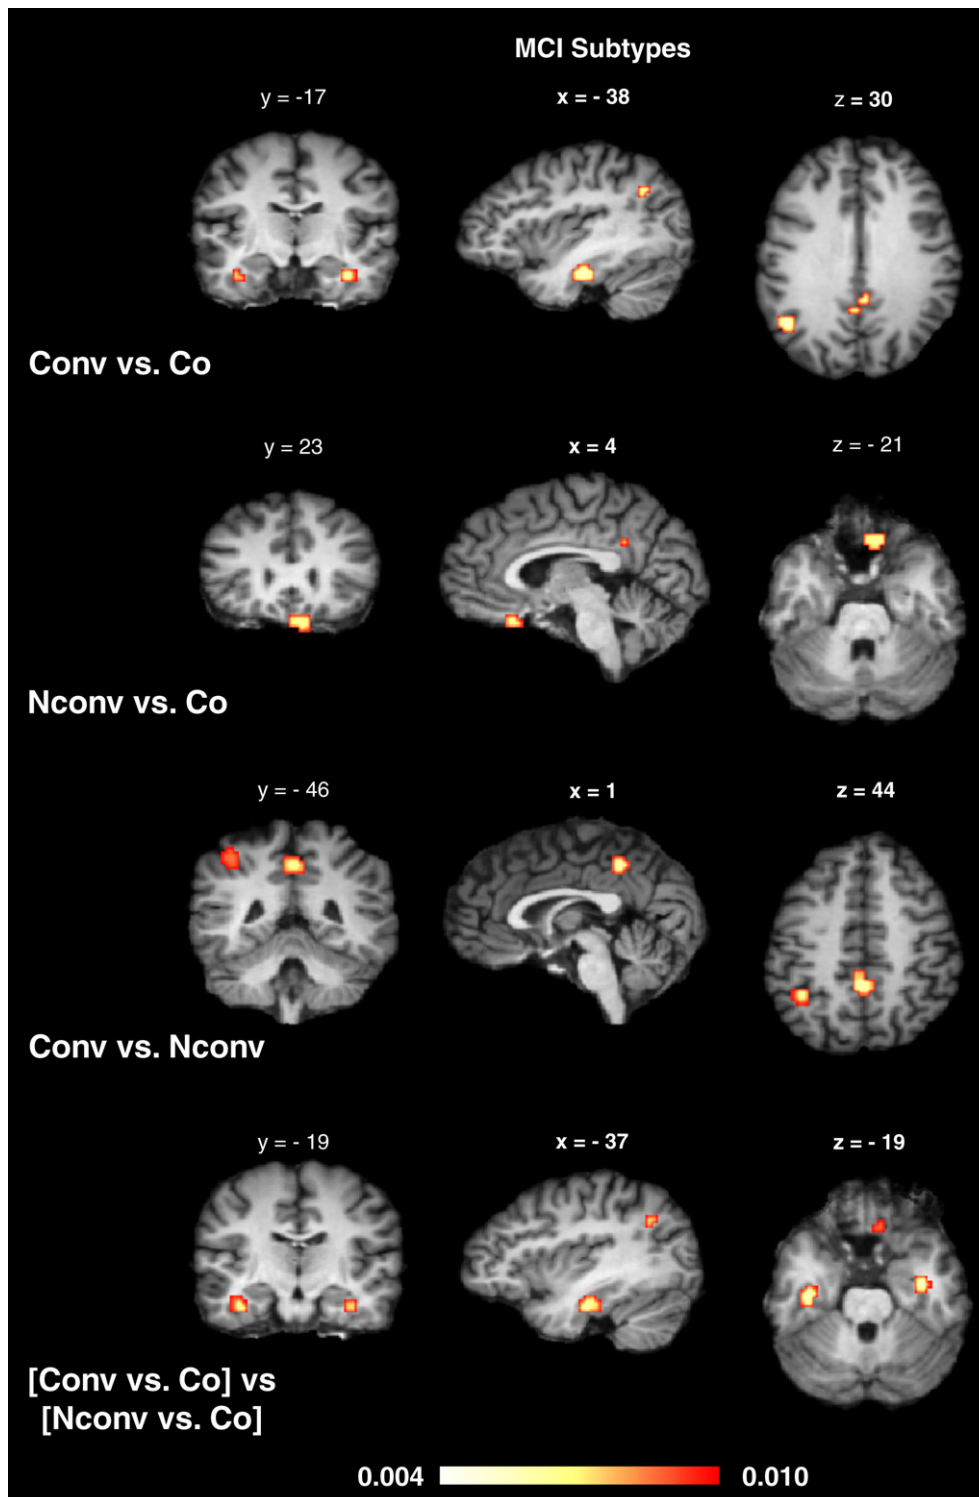 MCI Subtypes
y = -17
x = - 38
z = 30
Conv vs. Co
y = 23
x = 4
z = - 21
Nconv vs. Co
y = - 46
x = 1
z = 44
Conv vs. Nconv
y = - 19
x = - 37
z = - 19
[Conv vs. Co] vs
[Nconv vs. Co]
0.004
0.010